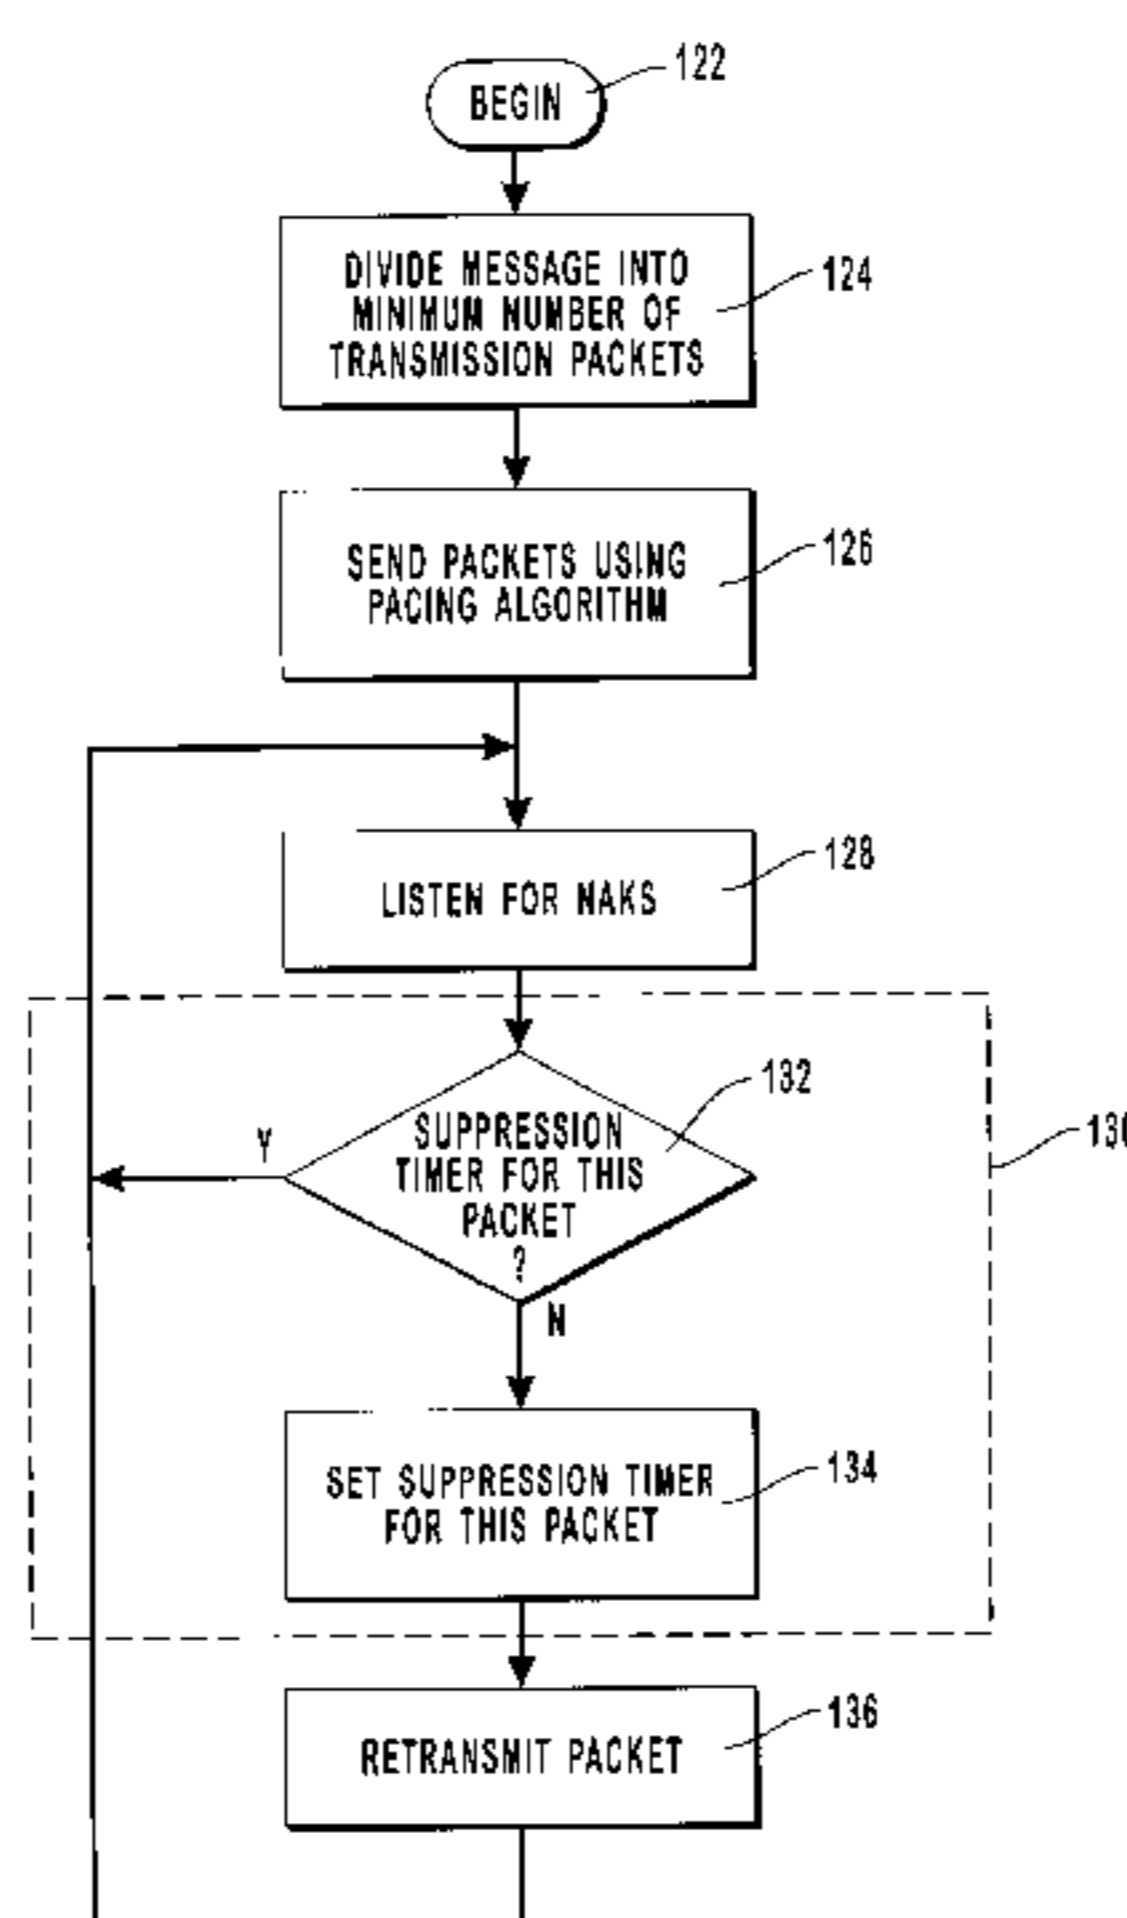 122
BEGIN
DIVIDE MESSAGE INTO
MINIMUM NUMBER OF
TRANSMISSION PACKETS
124
SEND PACKETS USING
PACING ALGORITHM
126
LISTEN FOR NAKS
128
130
132
SUPPRESSION
TIMER FOR THIS
PACKET
?
Y
N
SET SUPPRESSION TIMER
FOR THIS PACKET
134
RETRANSMIT PACKET
136